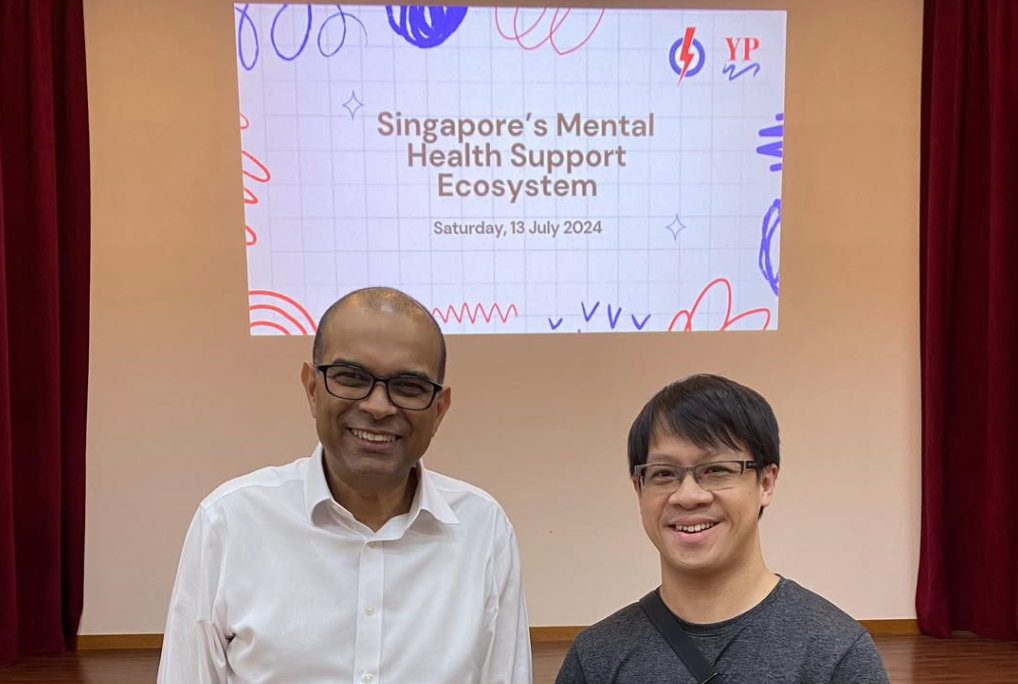 YP
Singapore's Mental
Health Support
Ecosystem
Saturday, 13 July 2024